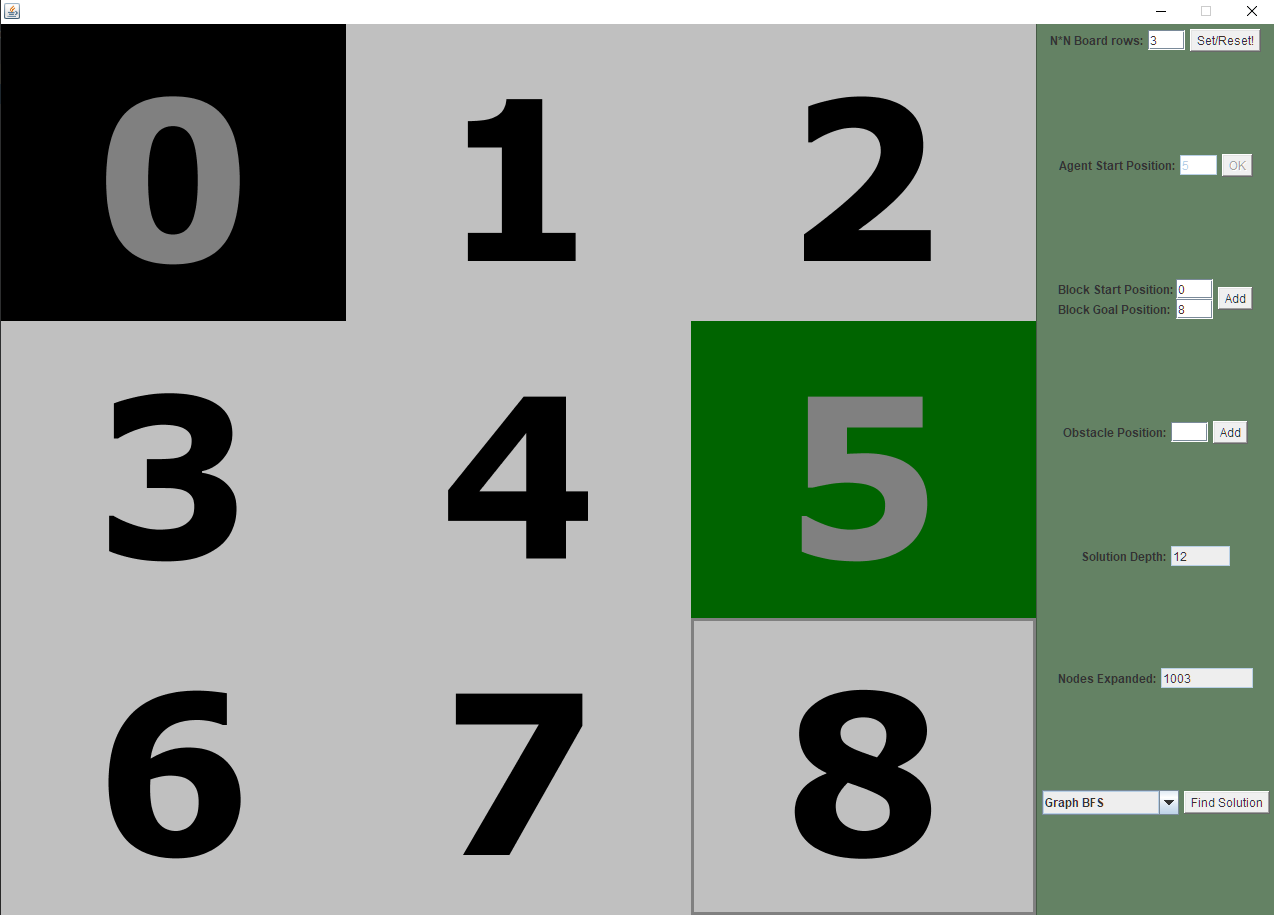 0 1 2
3 4 5
6 7 8
N*N Board rows: 3 Set/Reset!
Agent Start Position: 5 OK
Block Start Position: 0
Block Goal Position: 8
Add
Obstacle Position: Add
Solution Depth: 12
Nodes Expanded: 1003
Graph BFS Find Solution